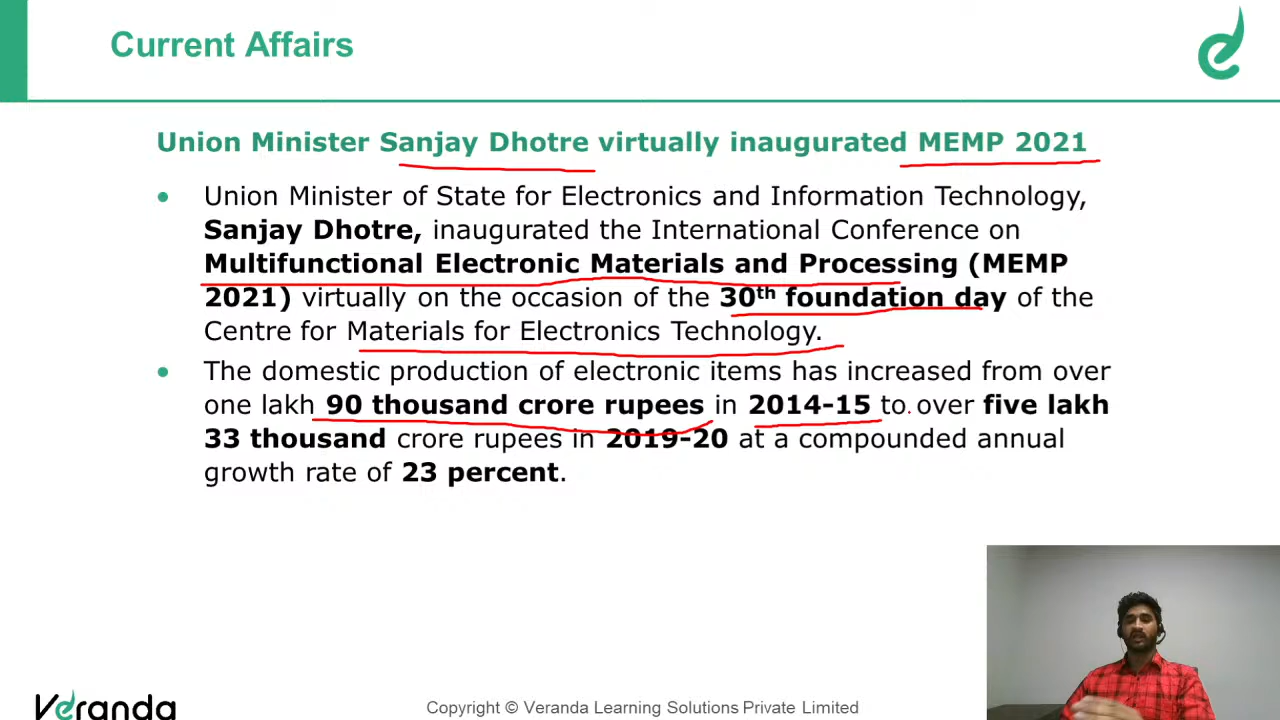 Current Affairs
Union Minister Sanjay Dhotre virtually inaugurated MEMP 2021
• Union Minister of State for Electronics and Information Technology,
Sanjay Dhotre, inaugurated the International Conference on
Multifunctional Electronic Materials and Processing (MEMP
2021) virtually on the occasion of the 30th foundation day of the
Centre for Materials for Electronics Technology.
• The domestic production of electronic items has increased from over
one lakh 90 thousand crore rupees in 2014-15 to over five lakh
33 thousand crore rupees in 2019-20 at a compounded annual
growth rate of 23 percent.
Veranda
Copyright © Veranda Learning Solutions Private Limited